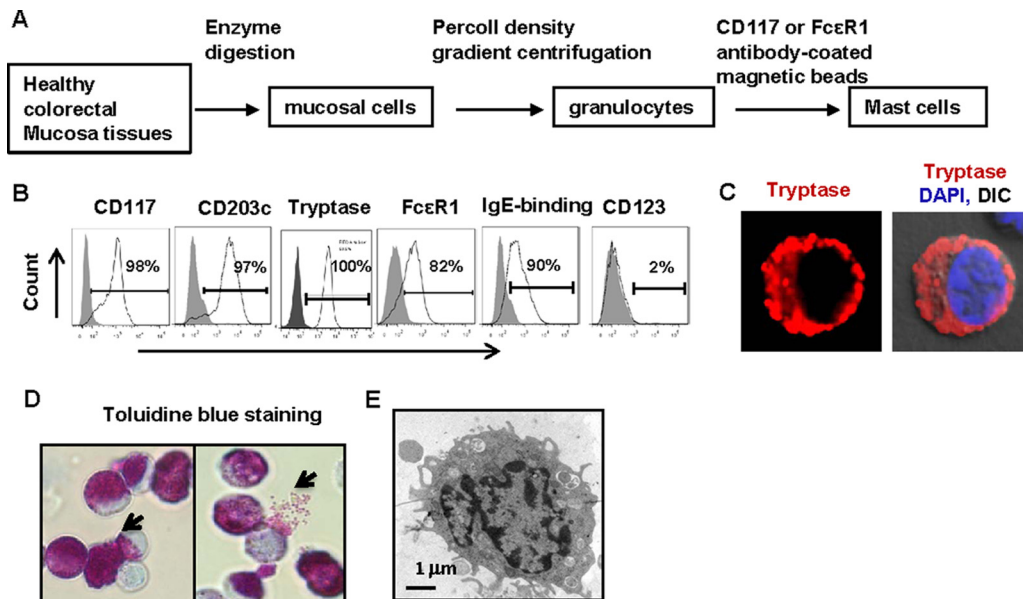 A
Enzyme
digestion
Percoll density
gradient centrifugation
CD117 or FcεR1
antibody-coated
magnetic beads
Healthy
colorectal
Mucosa tissues
mucosal cells
granulocytes
Mast cells
B
CD117
CD203c
Tryptase
FcεR1
IgE-binding
CD123
Count
98%
97%
100%
82%
90%
2%
C
Tryptase
Tryptase
DAPI, DIC
D
Toluidine blue staining
E
1 μm